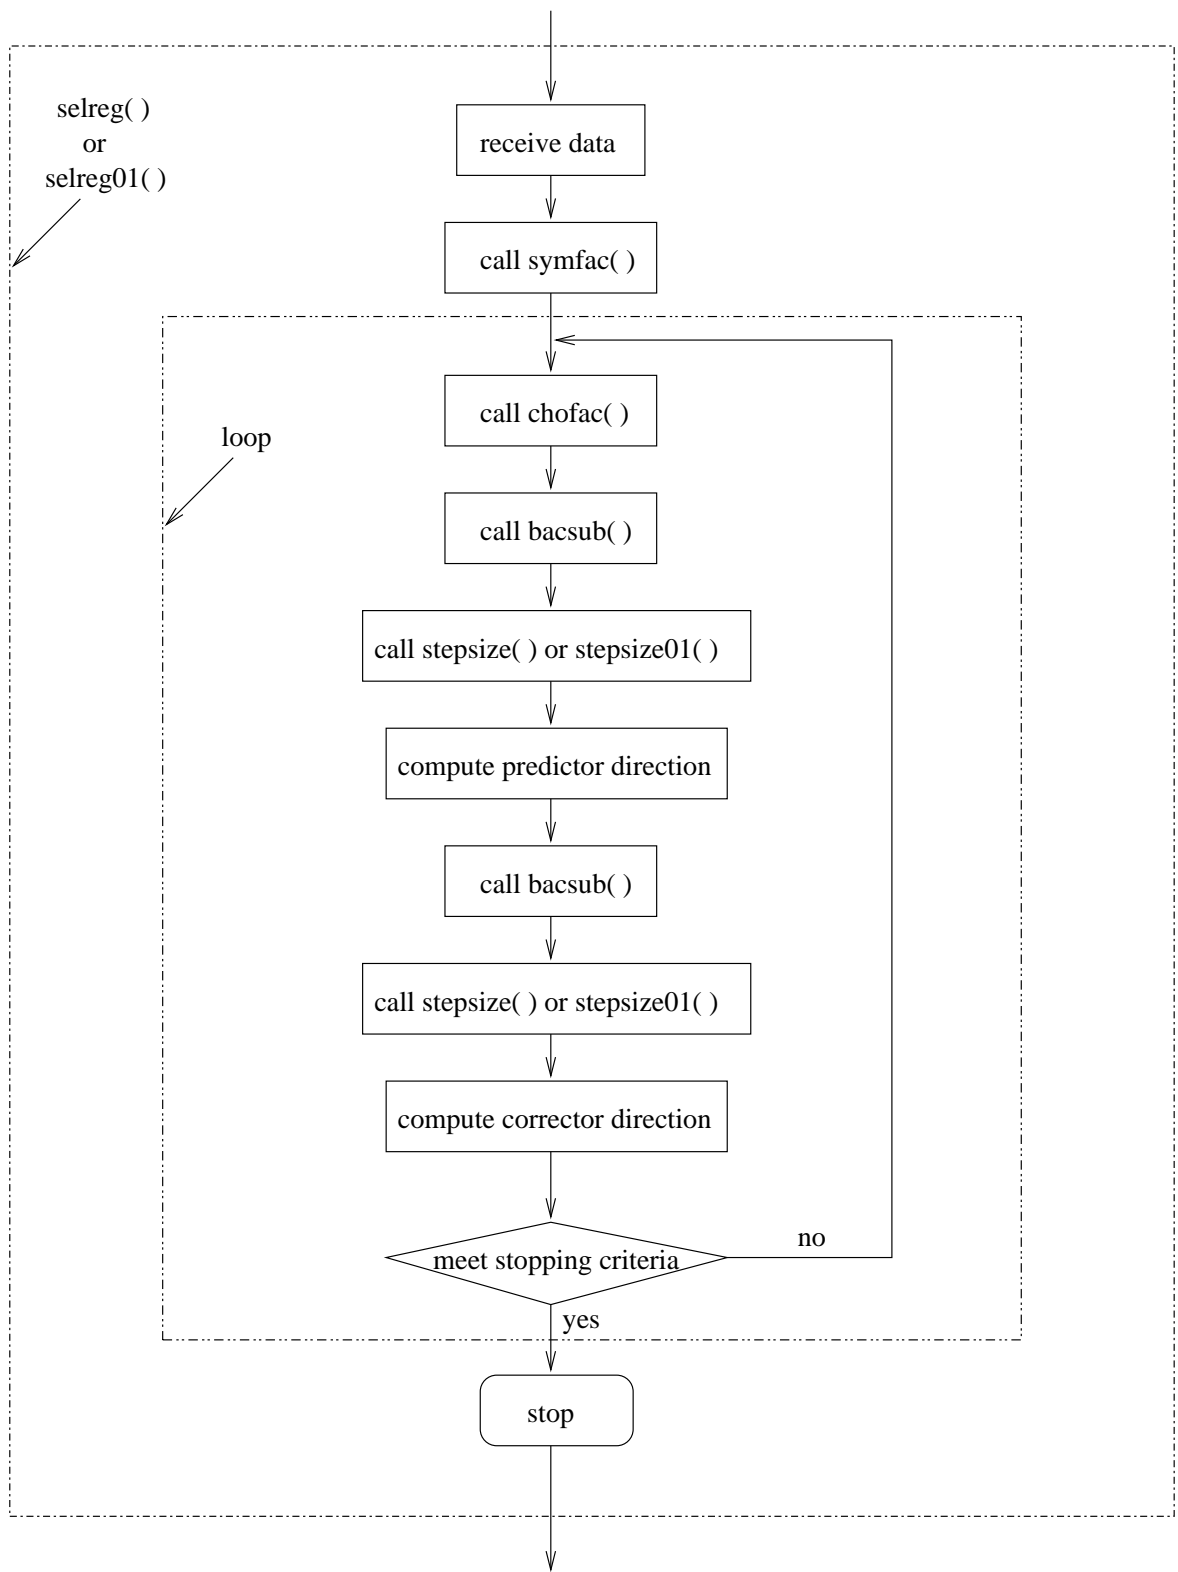 selreg( )
or
selreg01( )
receive data
call symfac( )
loop
call chofac( )
call bacsub( )
call stepsize( ) or stepsize01( )
compute predictor direction
call bacsub( )
call stepsize( ) or stepsize01( )
compute corrector direction
meet stopping criteria
no
yes
stop